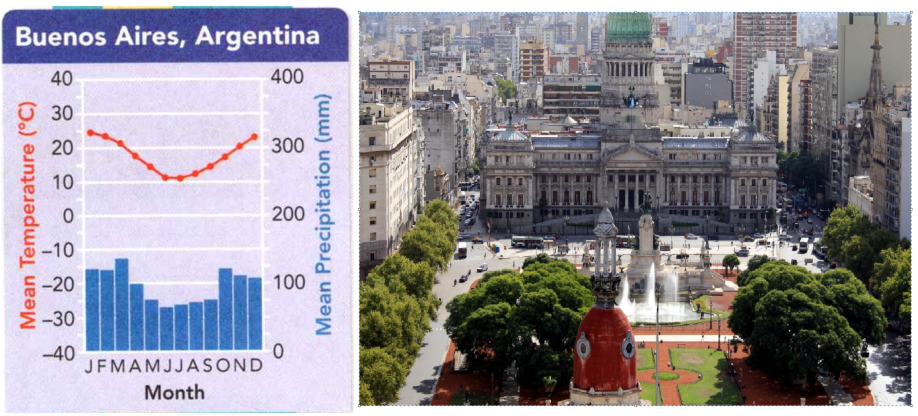 Buenos Aires, Argentina
Mean Temperature (°C)
40
30
20
10
0
–10
–20
–30
–40
400
300
200
100
0
Mean Precipitation (mm)
J F M A M J J A S O N D
Month